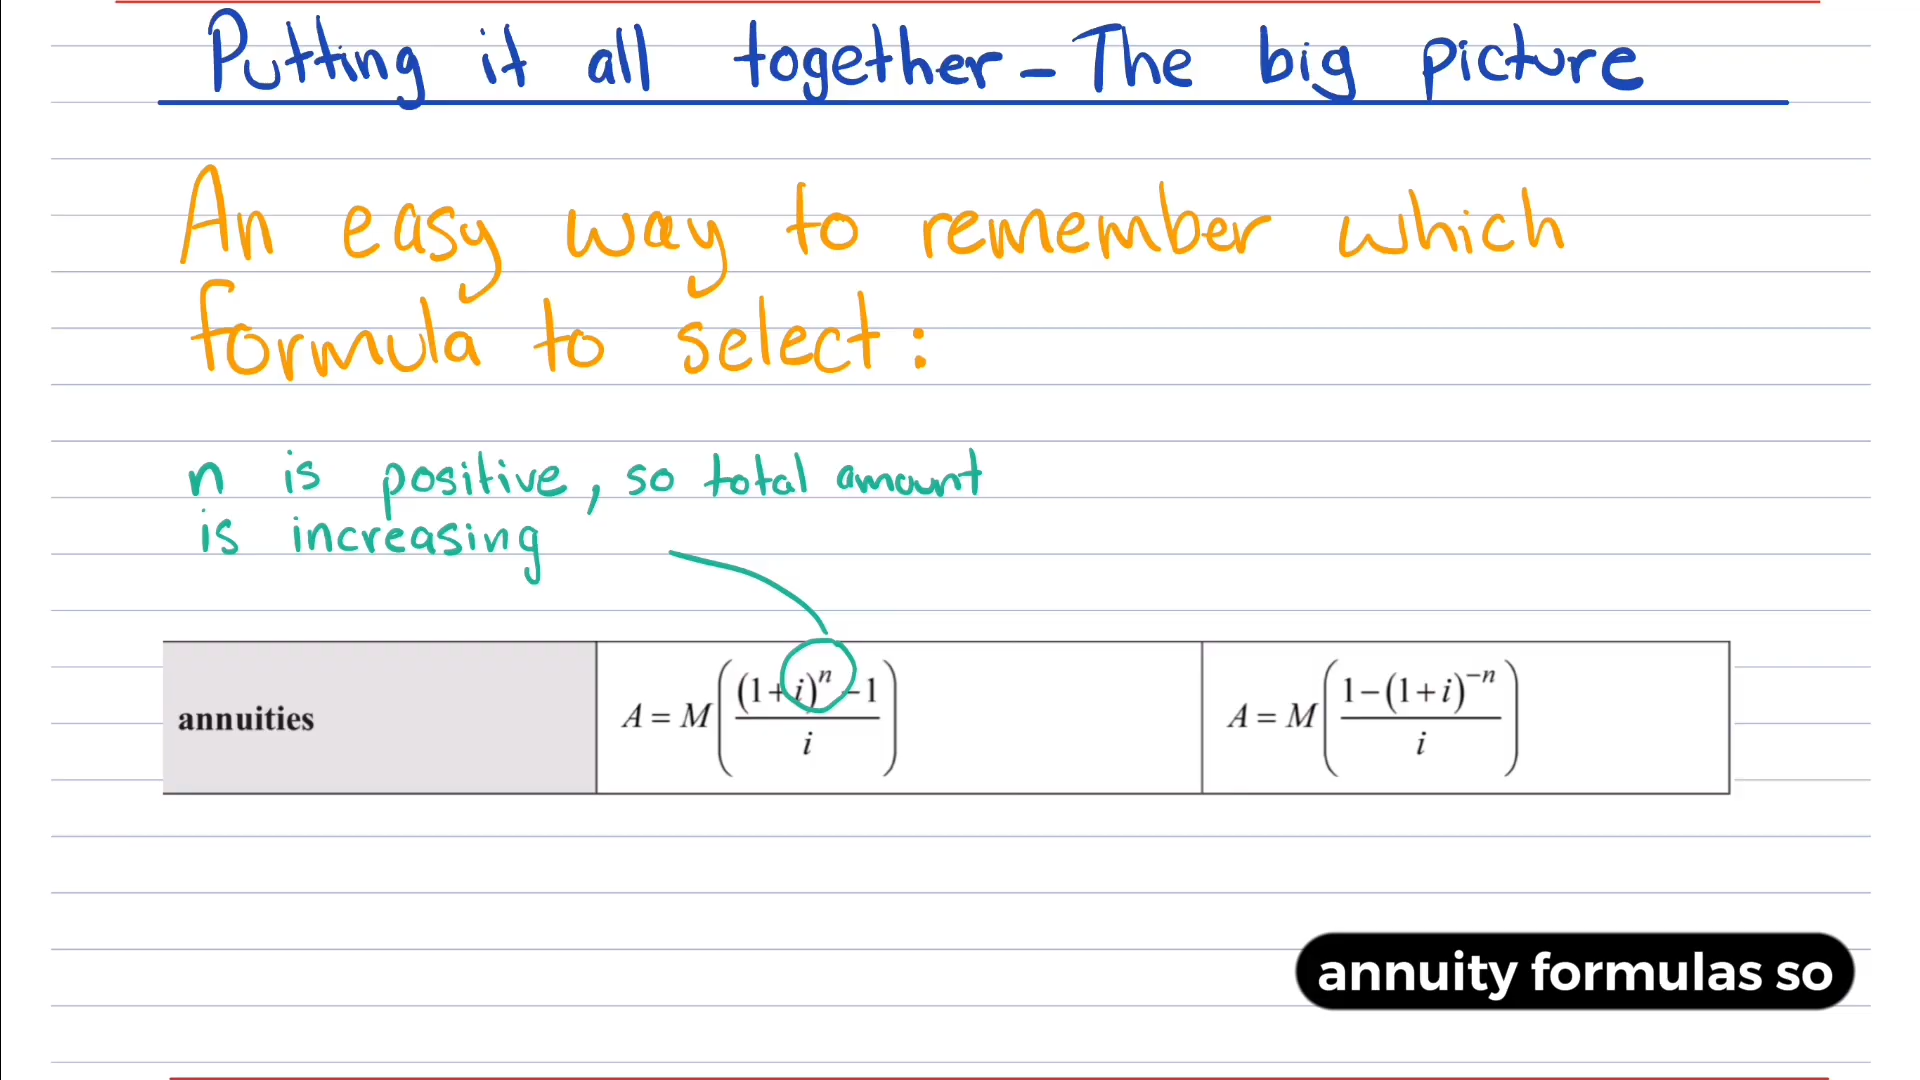 Putting it all together - The big picture
An easy way to remember which
formula to select:
n is positive, so total amount
is increasing
annuities A = M( ((1+i)^n −1) / i ) A = M( (1−(1+i)^−n) / i )
annuity formulas so